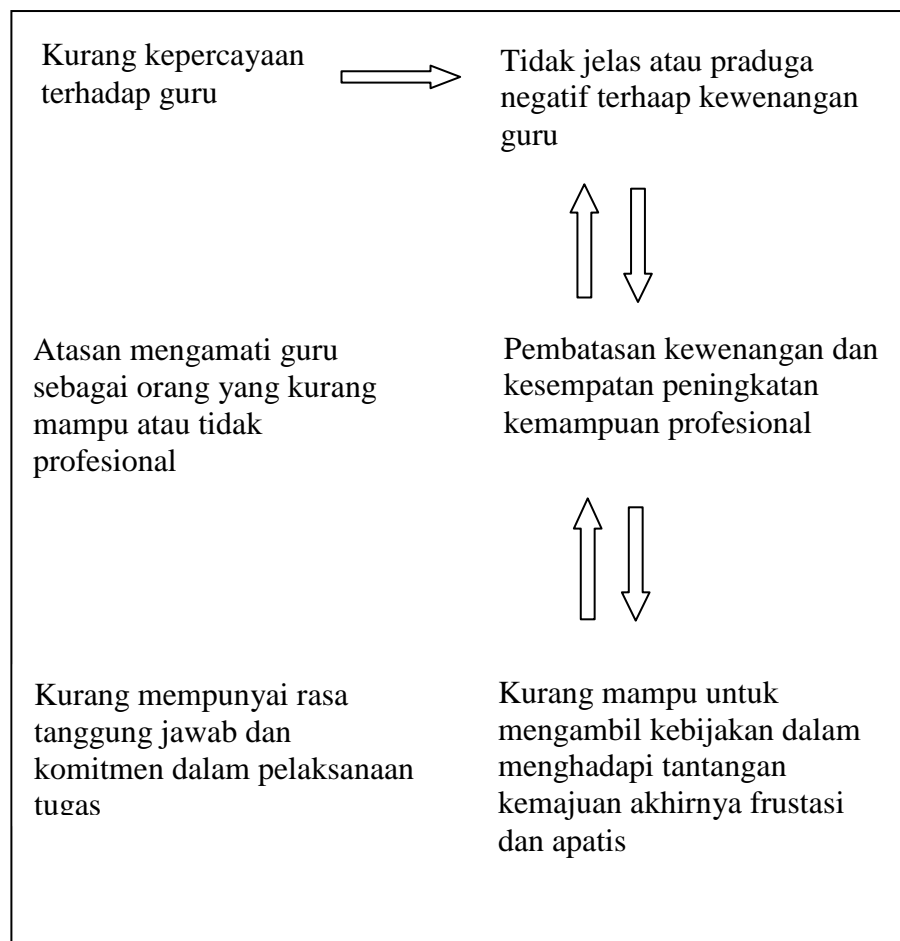 Kurang kepercayaan
terhadap guru
Tidak jelas atau praduga
negatif terhaap kewenangan
guru
Atasan mengamati guru
sebagai orang yang kurang
mampu atau tidak
profesional
Pembatasan kewenangan dan
kesempatan peningkatan
kemampuan profesional
Kurang mempunyai rasa
tanggung jawab dan
komitmen dalam pelaksanaan
tugas
Kurang mampu untuk
mengambil kebijakan dalam
menghadapi tantangan
kemajuan akhirnya frustasi
dan apatis